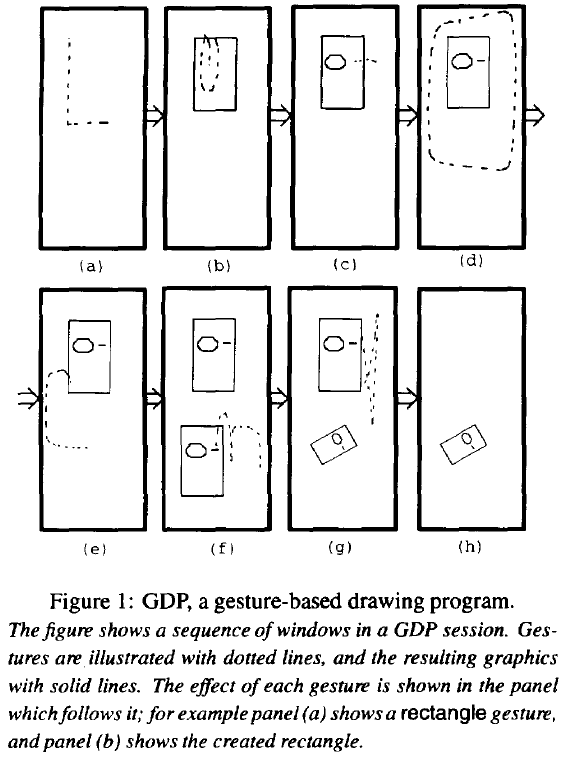 (a)
(b)
(c)
(d)
(e)
(f)
(g)
(h)
Figure 1: GDP, a gesture-based drawing program.
The figure shows a sequence of windows in a GDP session. Ges-
tures are illustrated with dotted lines, and the resulting graphics
with solid lines. The effect of each gesture is shown in the panel
which follows it; for example panel (a) shows a rectangle gesture,
and panel (b) shows the created rectangle.